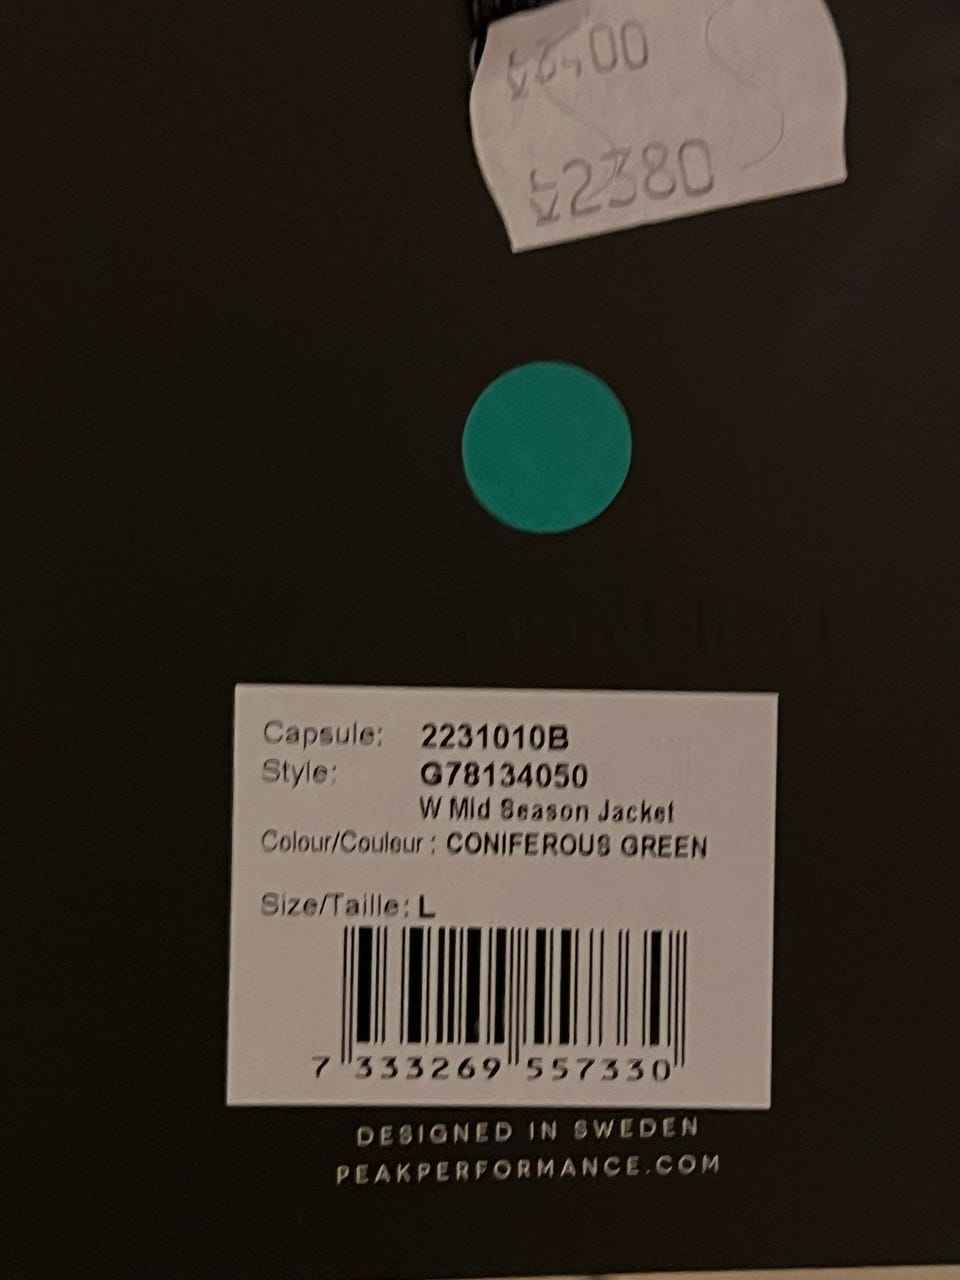 3400
2380
Capsule: 2231010B
Style: G78134050
W Mid Season Jacket
Colour/Couleur : CONIFEROUS GREEN
Size/Taille: L
7 333269 557330
DESIGNED IN SWEDEN
PEAKPERFORMANCE.COM